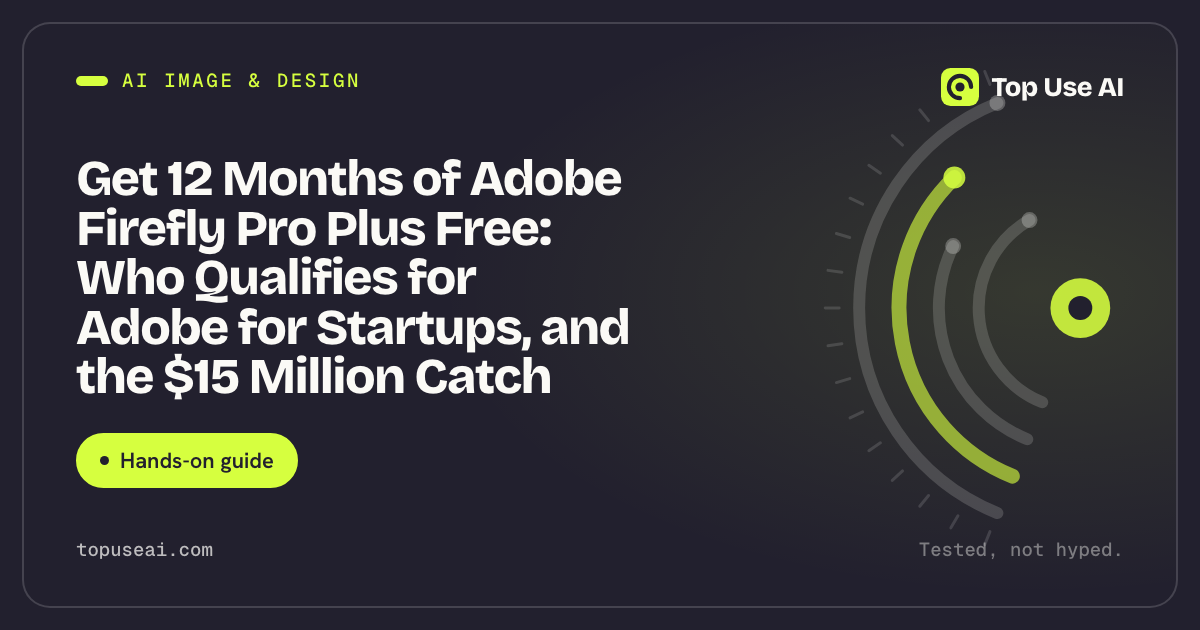 AI IMAGE & DESIGN
Top Use AI
Get 12 Months of Adobe
Firefly Pro Plus Free:
Who Qualifies for
Adobe for Startups, and
the $15 Million Catch
Hands-on guide
topuseai.com
Tested, not hyped.